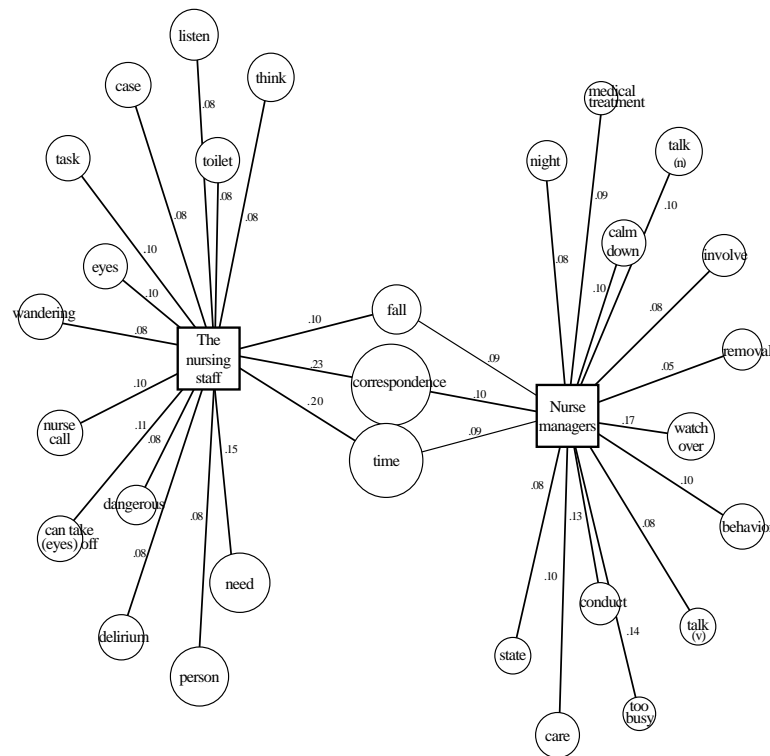 listen
think
case
.08
toilet
task
.08
.08
.08
.10
eyes
.10
wandering
.08
The
nursing
staff
.10
nurse
call
.11
.08
.15
dangerous
can take
(eyes) off
.08
.08
need
delirium
person
.10
fall
.23
correspondence
.20
time
.09
.10
.09
medical
treatment
night
.09
talk
(n)
.10
calm
down
.08
.10
involve
.08
removal
.05
Nurse
managers
.17
watch
over
.10
behavior
.08
.08
.13
.10
conduct
talk
(v)
.14
state
too
busy
care